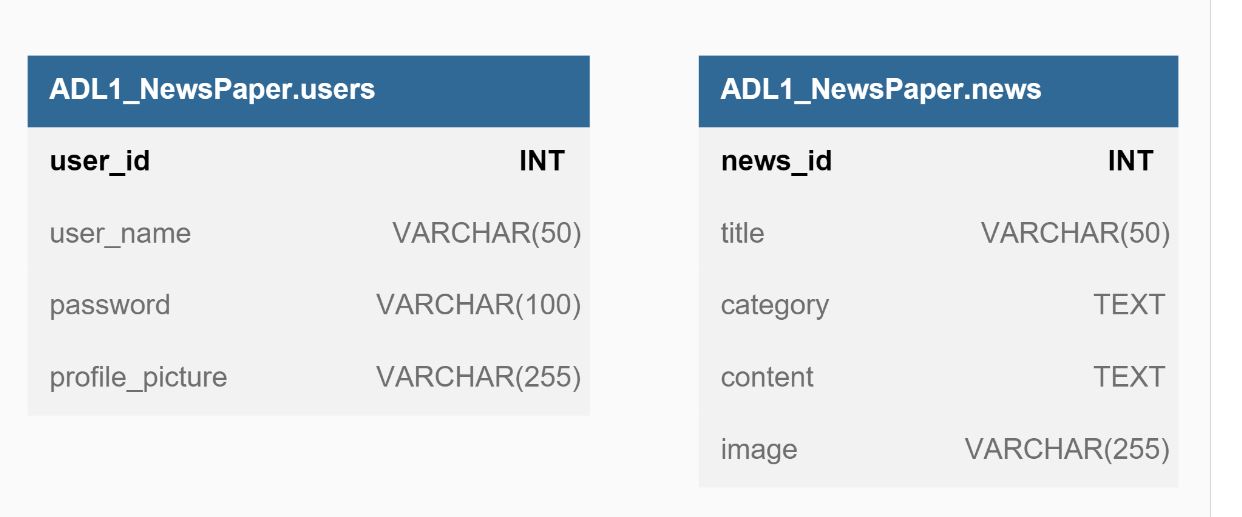 ADL1_NewsPaper.users
user_id INT
user_name VARCHAR(50)
password VARCHAR(100)
profile_picture VARCHAR(255)
ADL1_NewsPaper.news
news_id INT
title VARCHAR(50)
category TEXT
content TEXT
image VARCHAR(255)